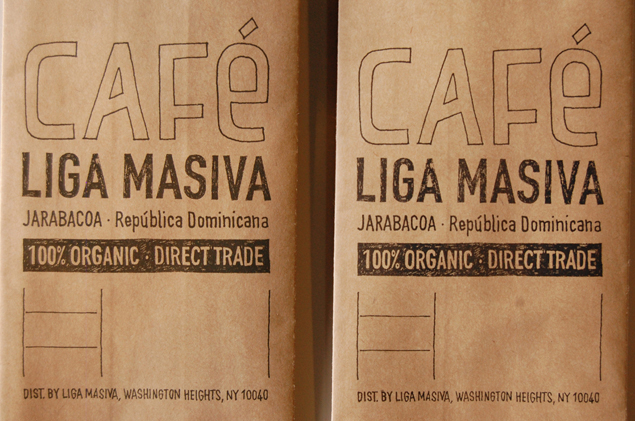 CAFé
LIGA MASIVA
JARABACOA · República Dominicana
100% ORGANIC · DIRECT TRADE
DIST. BY LIGA MASIVA, WASHINGTON HEIGHTS, NY 10040
CAFé
LIGA MASIVA
JARABACOA · República Dominicana
100% ORGANIC · DIRECT TRADE
DIST. BY LIGA MASIVA, WASHINGTON HEIGHTS, NY 10040